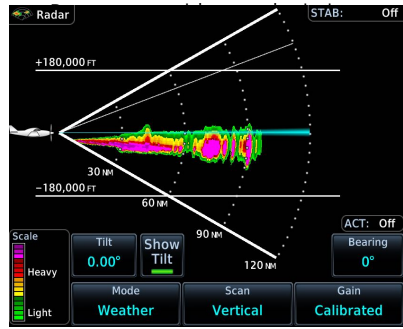 Radar
STAB: Off
+180,000 FT
-180,000 FT
30 NM
60 NM
90 NM
120 NM
ACT: Off
Scale
Heavy
Light
Tilt
0.00°
Show
Tilt
Bearing
0°
Mode
Weather
Scan
Vertical
Gain
Calibrated